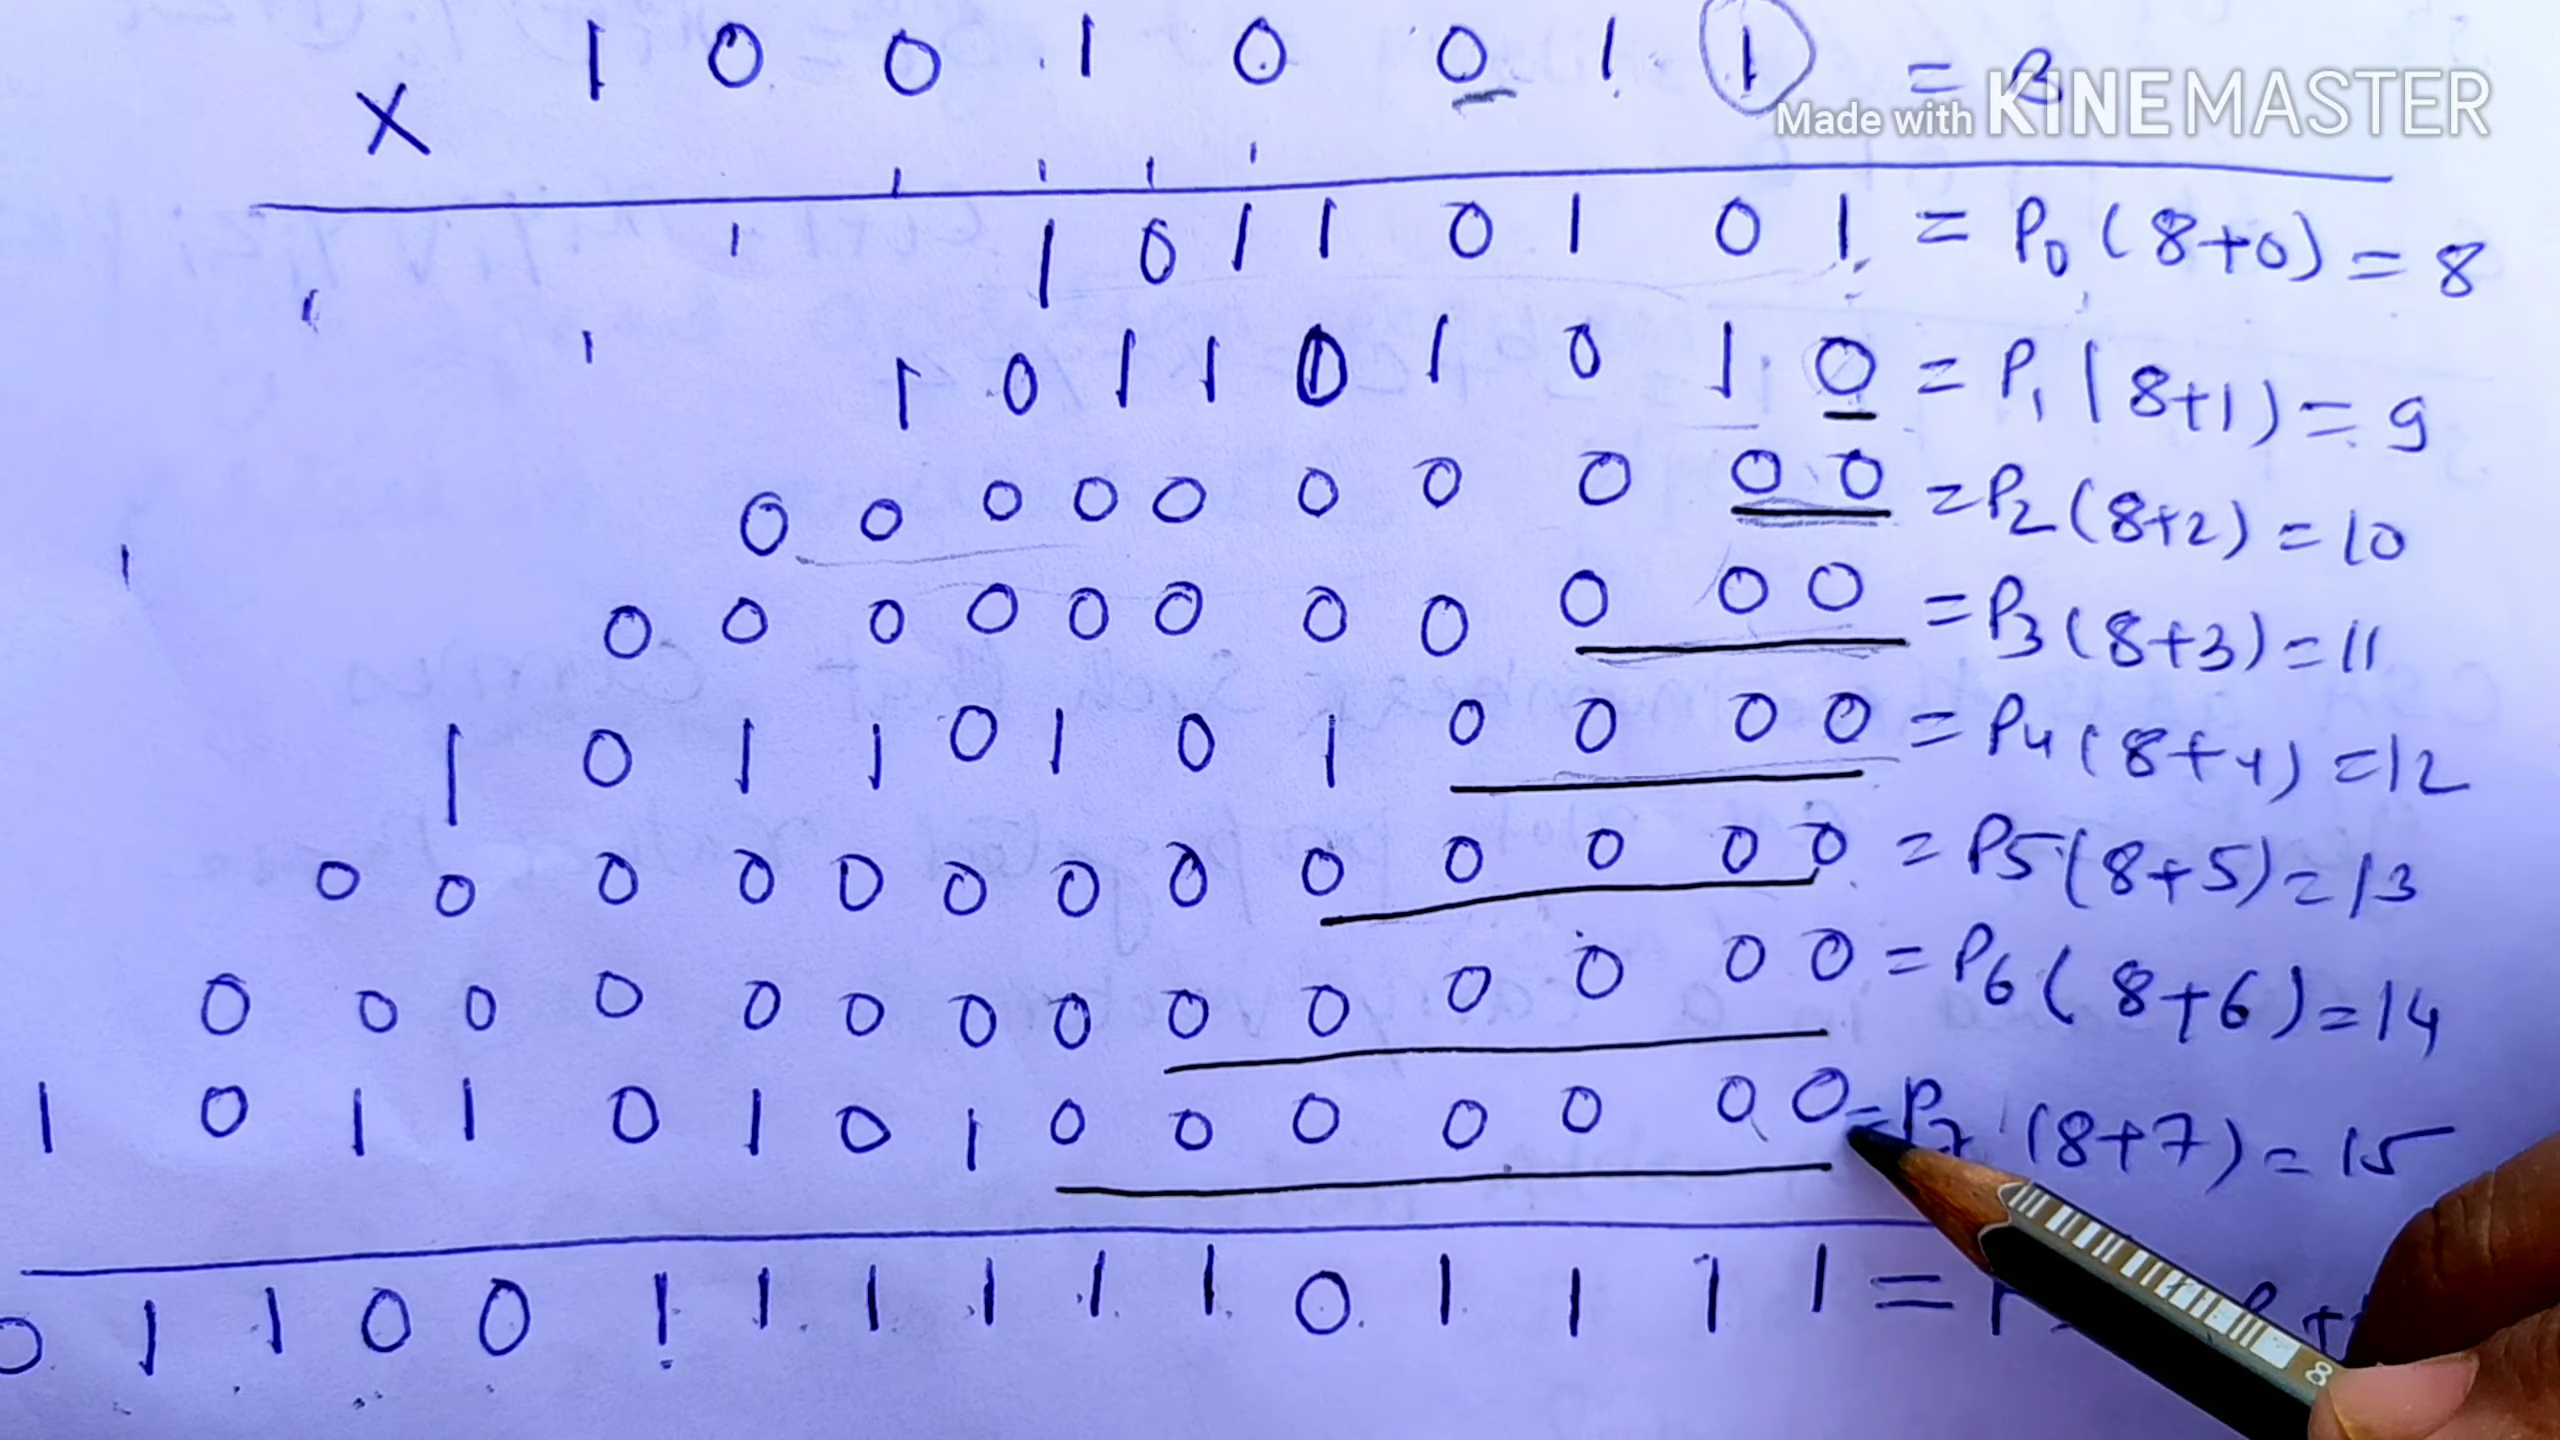 1 0 0 1 0 0 1 1 = B
Made with KINEMASTER
X
1 0 1 1 0 1 0 1 = P0 (8+0) = 8
1 0 1 1 0 1 0 1 0 = P1 (8+1) = 9
0 0 0 0 0 0 0 0 0 0 = P2 (8+2) = 10
0 0 0 0 0 0 0 0 0 0 0 = P3 (8+3) = 11
1 0 1 1 0 1 0 1 0 0 0 0 = P4 (8+4) = 12
0 0 0 0 0 0 0 0 0 0 0 0 0 = P5 (8+5) = 13
0 0 0 0 0 0 0 0 0 0 0 0 0 0 = P6 (8+6) = 14
1 0 1 1 0 1 0 1 0 0 0 0 0 0 0 = P7 (8+7) = 15
0 1 1 0 0 1 1 1 1 1 1 0 1 1 1 1 =
8